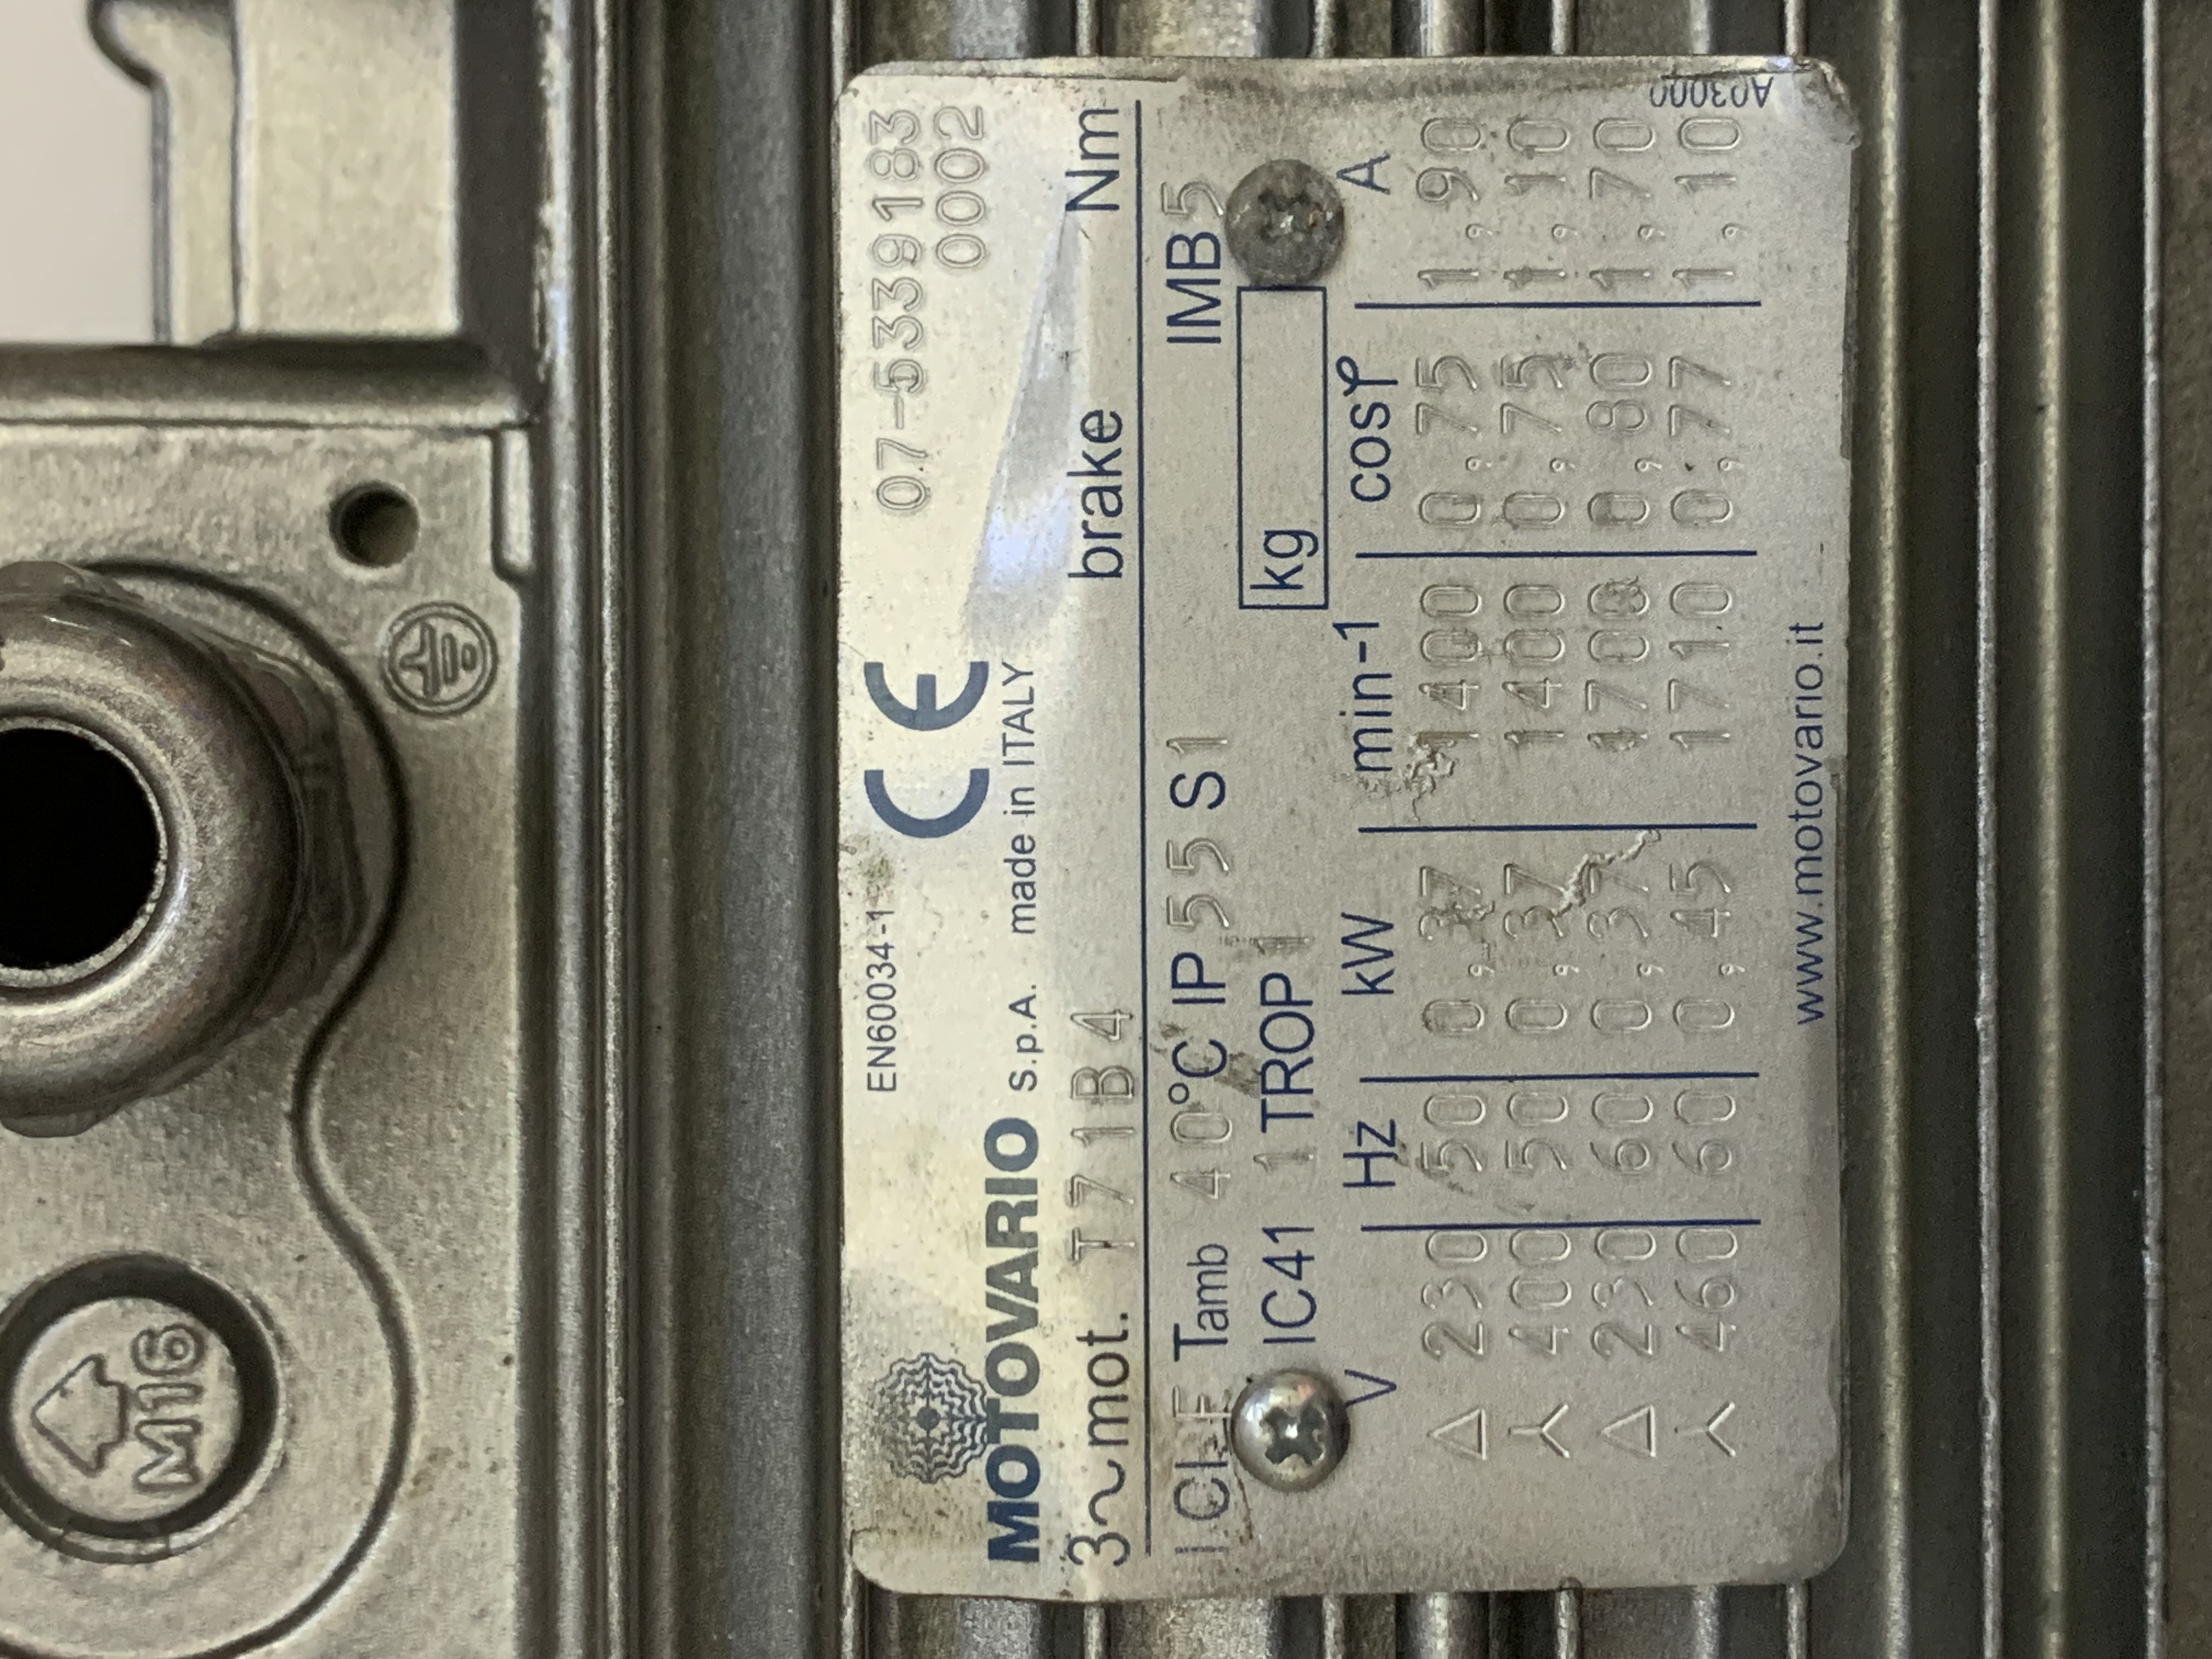 EN60034-1
CE
07-5339183
0002
MOTOVARIO S.p.A. made in ITALY
3~mot. T71B4 brake Nm
ICl.F Tamb 40°C IP 55 S1 IMB5
IC41 1 TROP 1 kg
V Hz kW min-1 cosφ A
Δ 230 50 0,37 1400 0,75 1,90
Y 400 50 0,37 1400 0,75 1,10
Δ 230 60 0,37 1700 0,80 1,70
Y 460 60 0,45 1710 0,77 1,10
www.motovario.it
A03000
M16